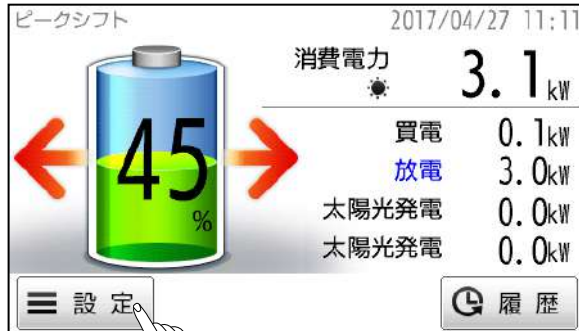 ピークシフト 2017/04/27 11:11
消費電力 3.1kW
45%
買電 0.1kW
放電 3.0kW
太陽光発電 0.0kW
太陽光発電 0.0kW
設定 履歴